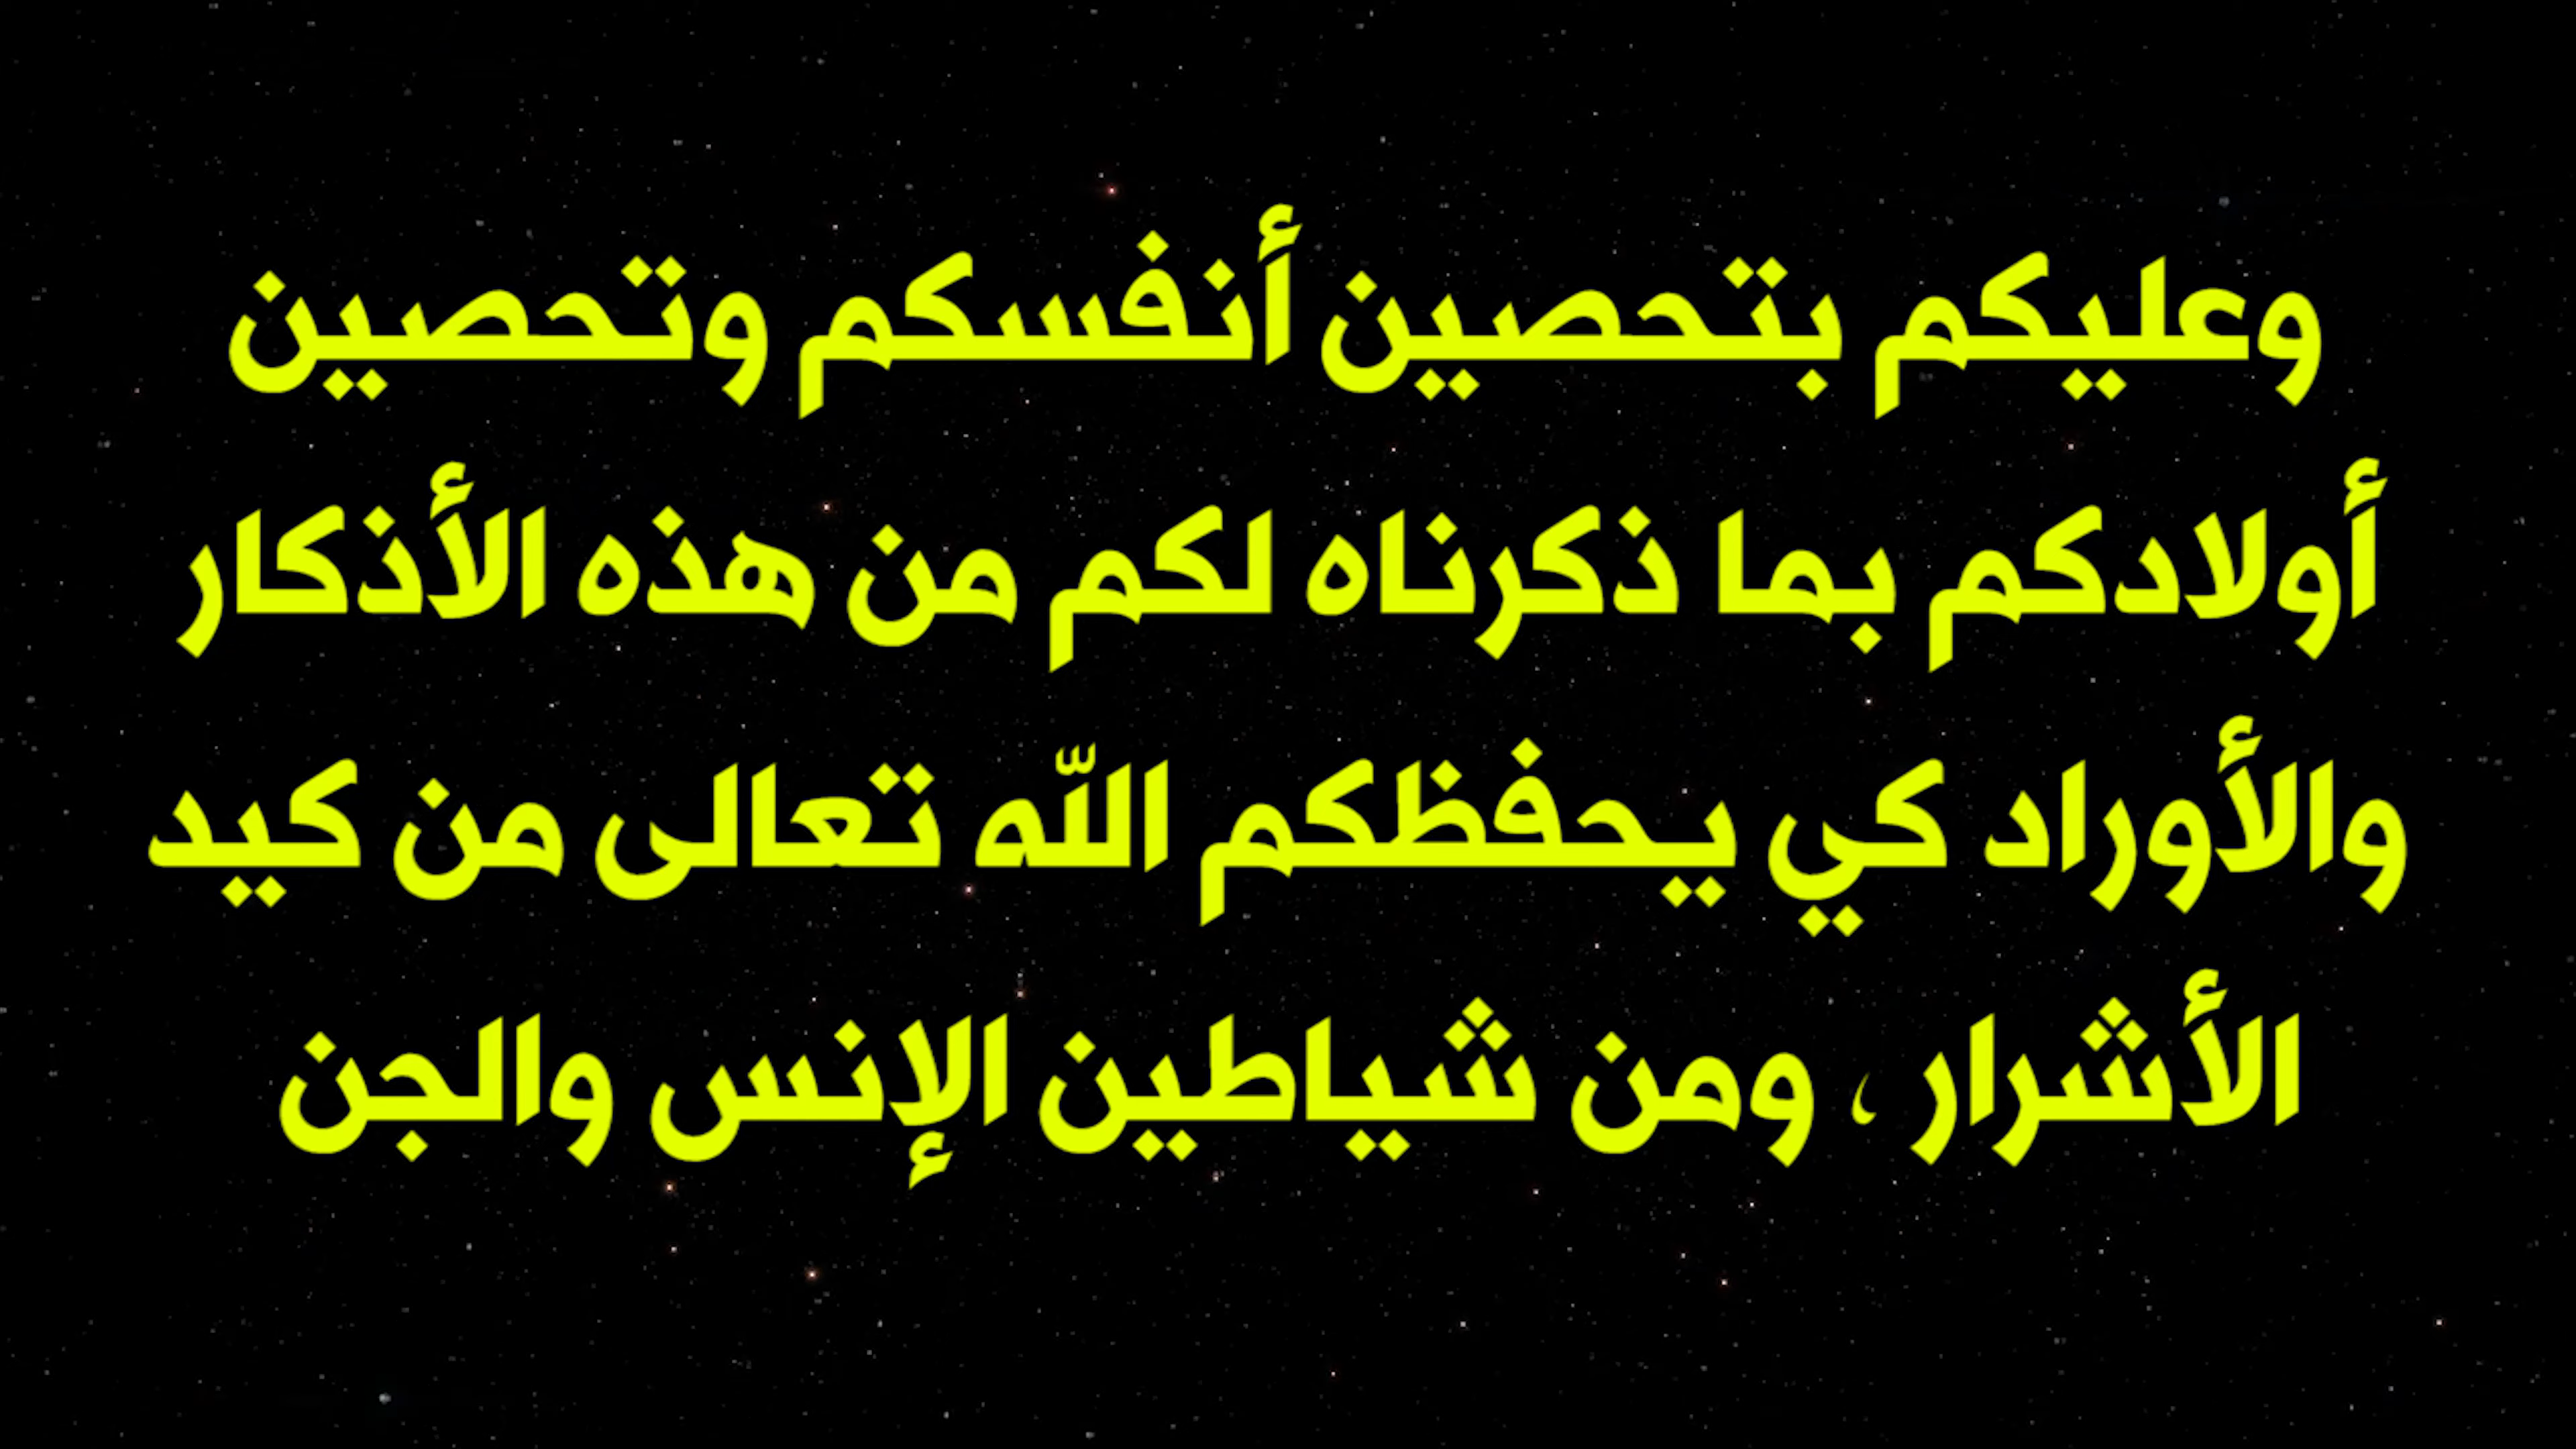 وعليكم بتحصين أنفسكم وتحصين
أولادكم بما ذكرناه لكم من هذه الأذكار
والأوراد كي يحفظكم الله تعالى من كيد
الأشرار ، ومن شياطين الإنس والجن